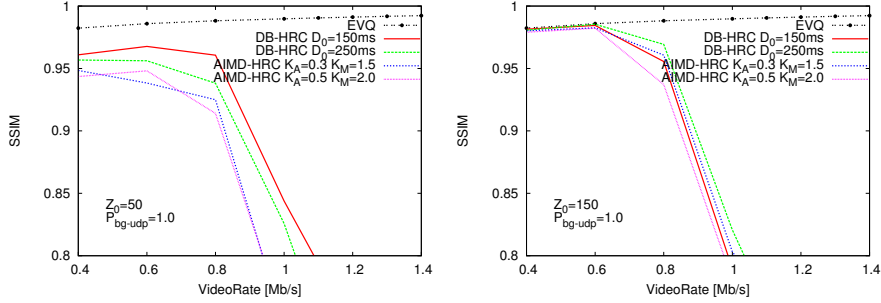 1
0.95
0.9
0.85
0.8
SSIM
EVQ
DB-HRC D0=150ms
DB-HRC D0=250ms
AIMD-HRC KA=0.3 KM=1.5
AIMD-HRC KA=0.5 KM=2.0
Z0=50
Pbg-udp=1.0
0.4 0.6 0.8 1 1.2 1.4
VideoRate [Mb/s]
1
0.95
0.9
0.85
0.8
SSIM
EVQ
DB-HRC D0=150ms
DB-HRC D0=250ms
AIMD-HRC KA=0.3 KM=1.5
AIMD-HRC KA=0.5 KM=2.0
Z0=150
Pbg-udp=1.0
0.4 0.6 0.8 1 1.2 1.4
VideoRate [Mb/s]